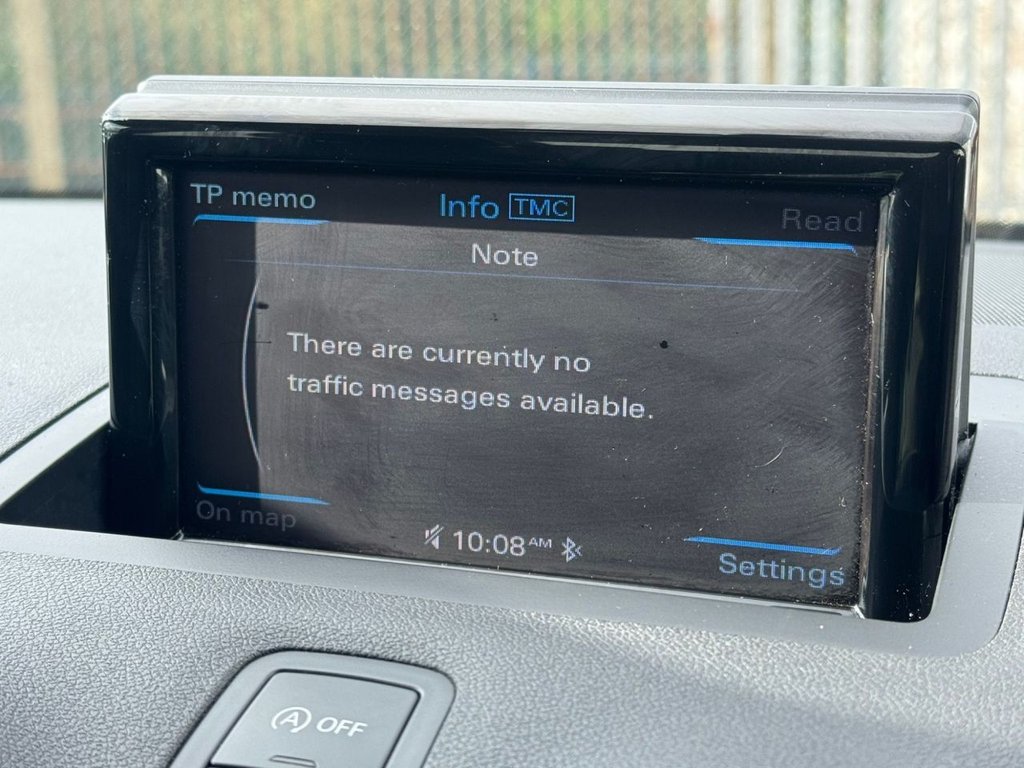 TP memo
Info TMC
Read
Note
There are currently no
traffic messages available.
On map
10:08 AM
Settings
A OFF